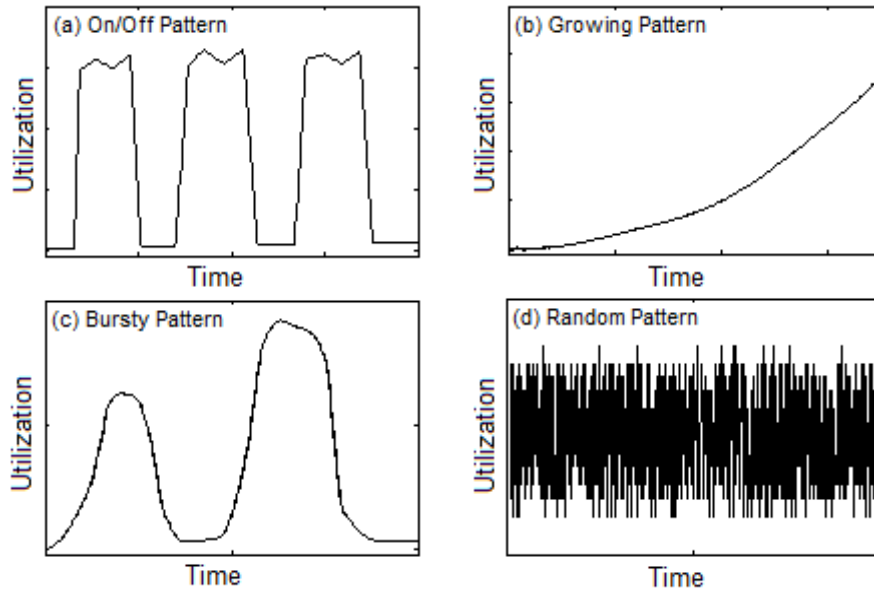 (a) On/Off Pattern
Utilization
Time
(b) Growing Pattern
Utilization
Time
(c) Bursty Pattern
Utilization
Time
(d) Random Pattern
Utilization
Time